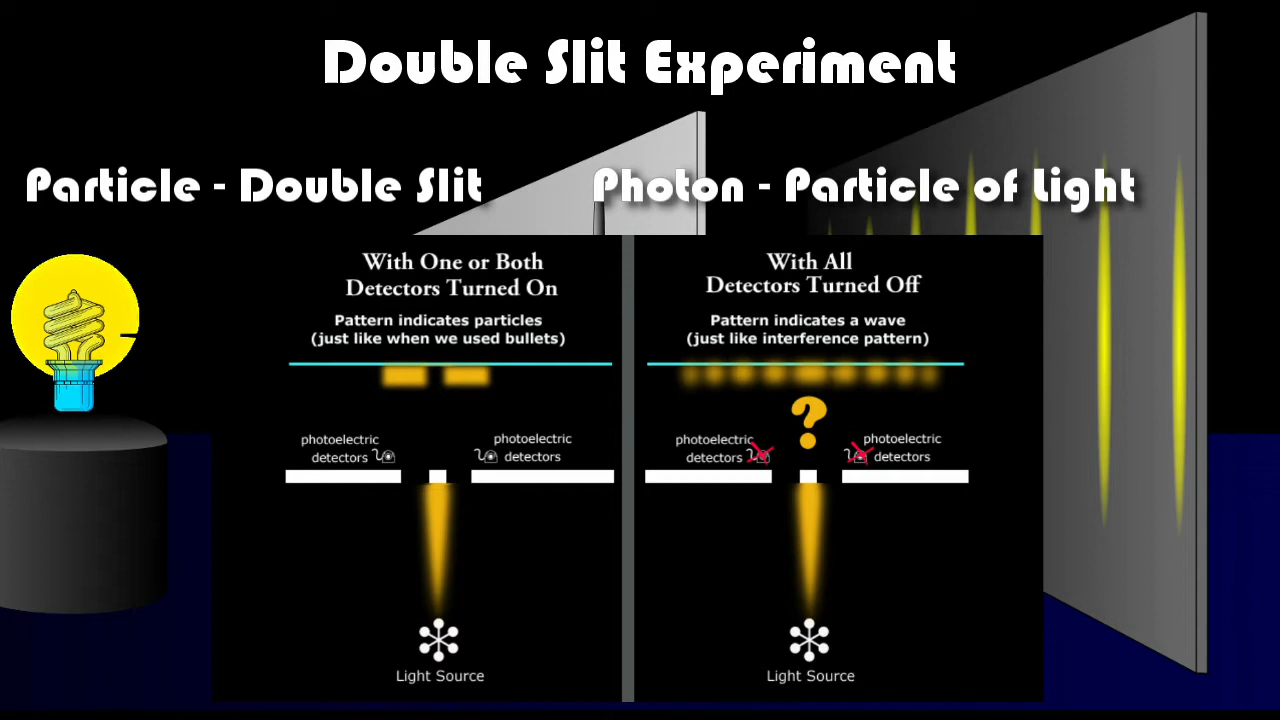 Double Slit Experiment
Particle - Double Slit
Photon - Particle of Light
With One or Both
Detectors Turned On
Pattern indicates particles
(just like when we used bullets)
photoelectric
detectors
photoelectric
detectors
Light Source
With All
Detectors Turned Off
Pattern indicates a wave
(just like interference pattern)
?
photoelectric
detectors
photoelectric
detectors
Light Source